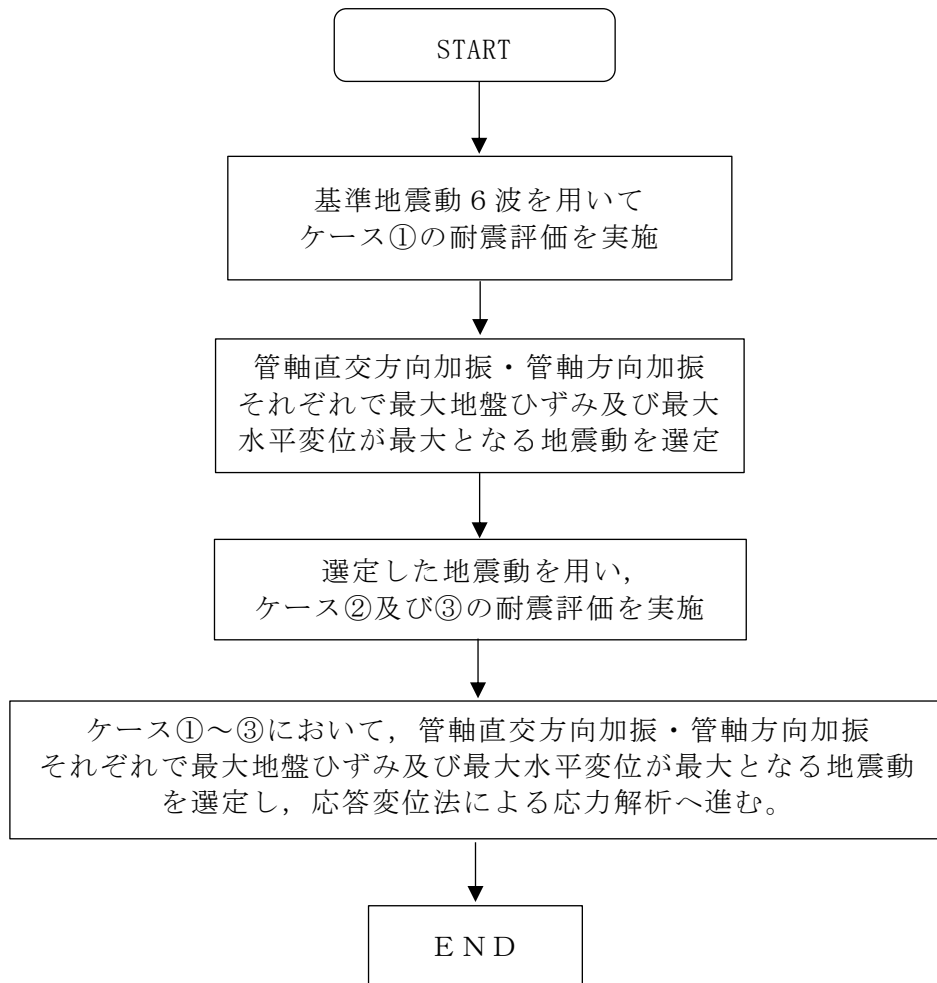 START
基準地震動６波を用いて
ケース①の耐震評価を実施
管軸直交方向加振・管軸方向加振
それぞれで最大地盤ひずみ及び最大
水平変位が最大となる地震動を選定
選定した地震動を用い，
ケース②及び③の耐震評価を実施
ケース①～③において，管軸直交方向加振・管軸方向加振
それぞれで最大地盤ひずみ及び最大水平変位が最大となる地震動
を選定し，応答変位法による応力解析へ進む。
ＥＮＤ